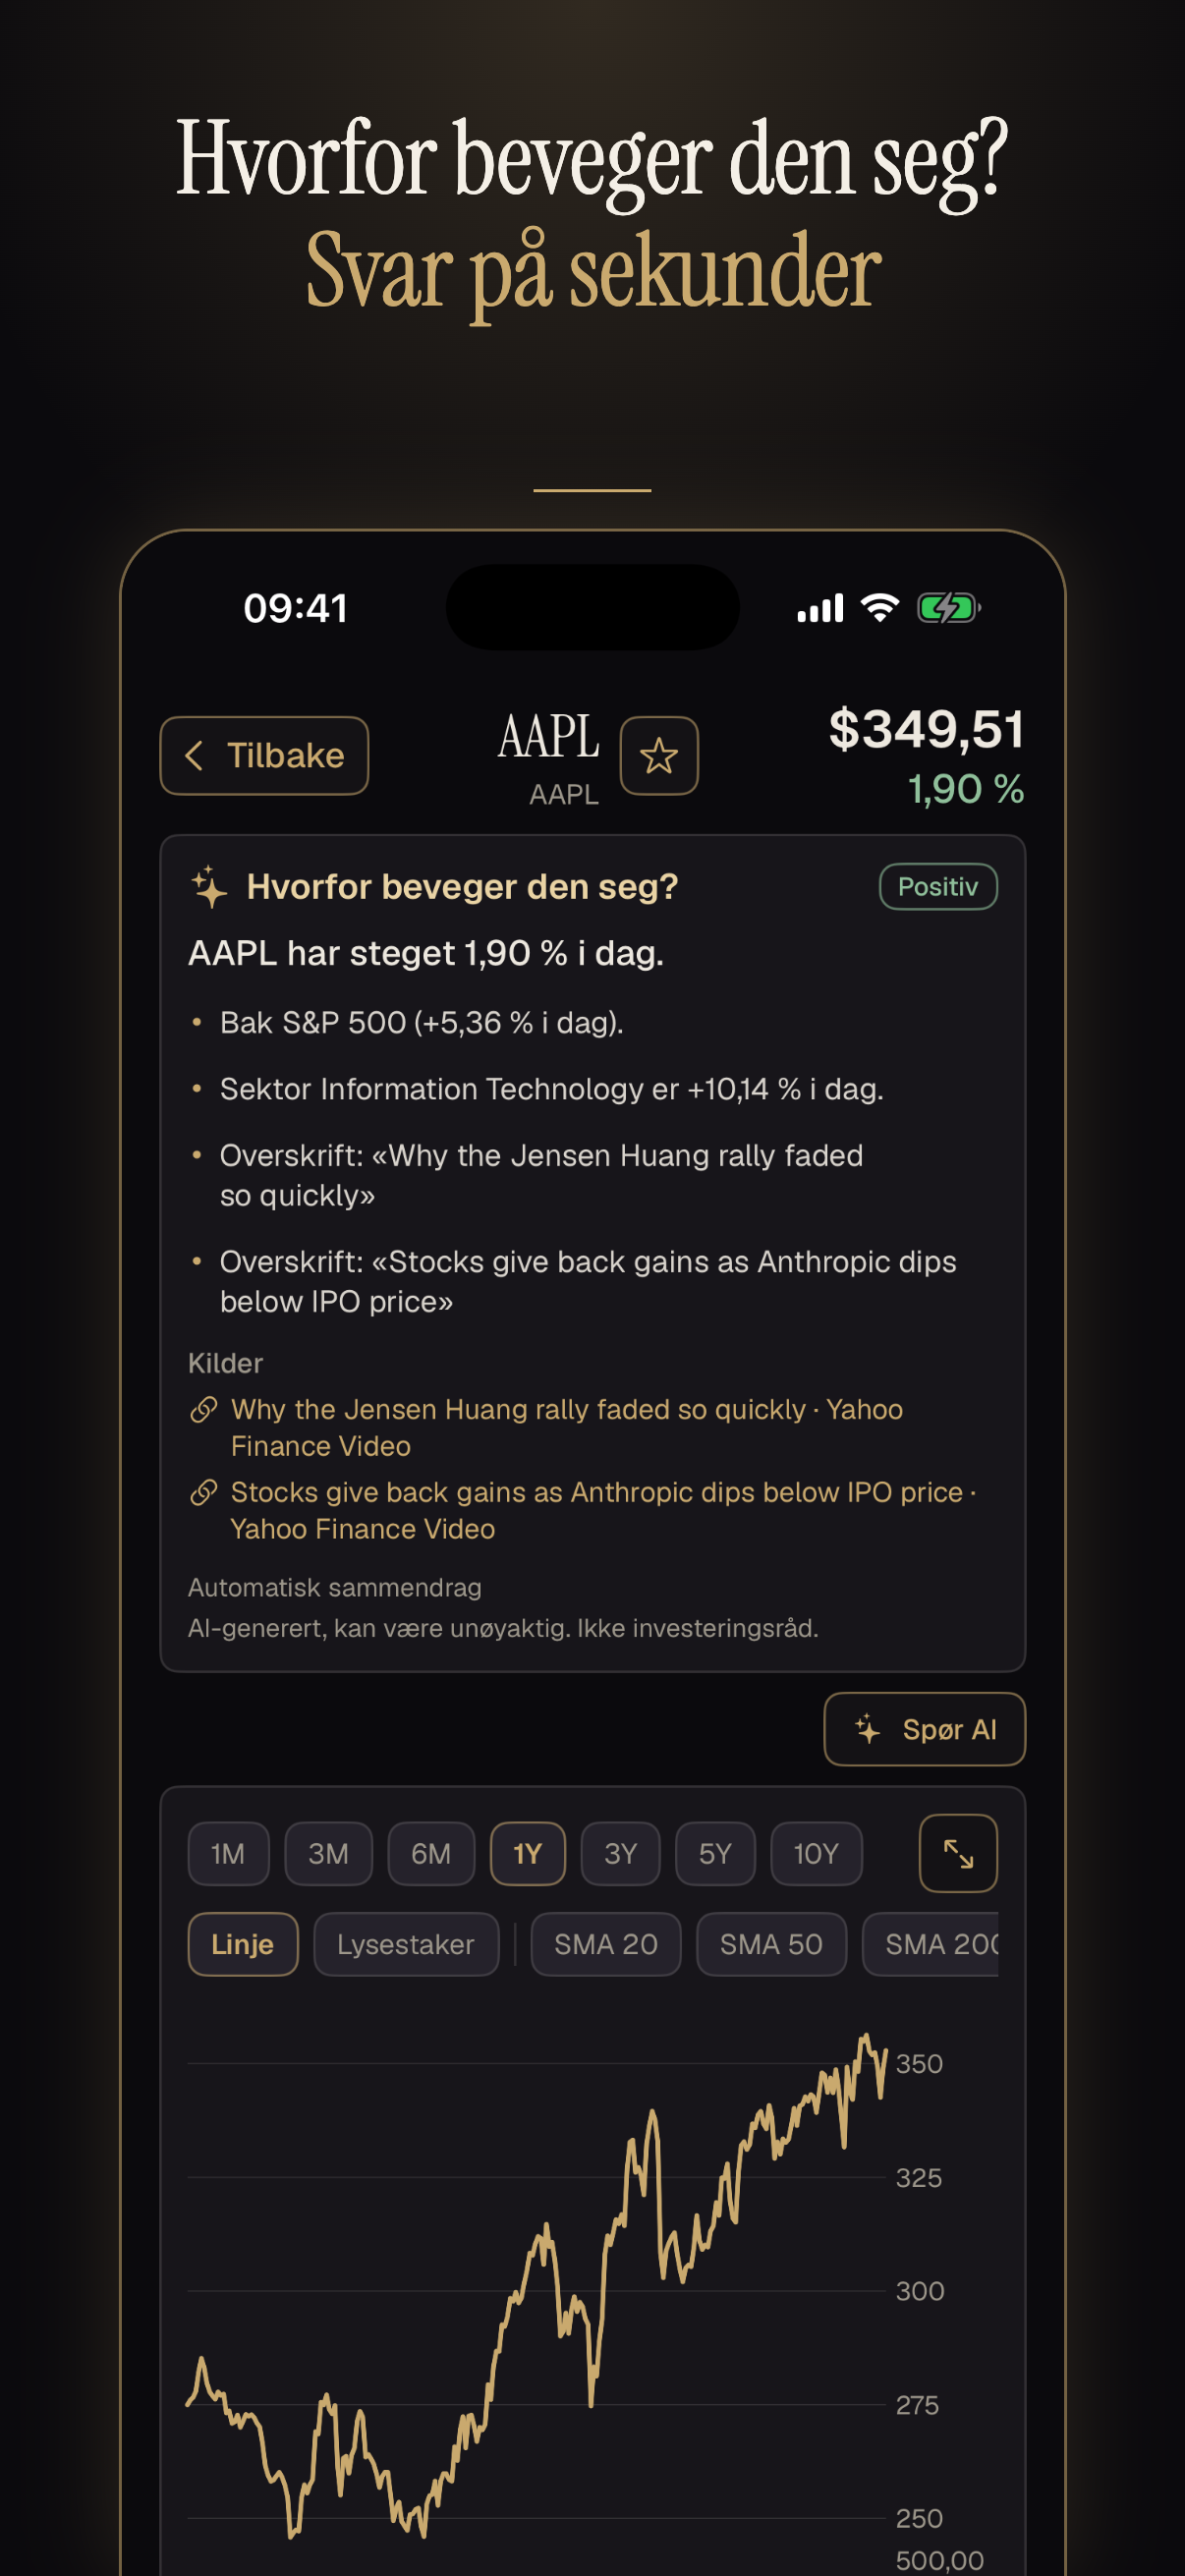 Hvorfor beveger den seg?
Svar på sekunder
09:41
Tilbake
AAPL
AAPL
$349,51
1,90 %
Hvorfor beveger den seg?
Positiv
AAPL har steget 1,90 % i dag.
• Bak S&P 500 (+5,36 % i dag).
• Sektor Information Technology er +10,14 % i dag.
• Overskrift: «Why the Jensen Huang rally faded
so quickly»
• Overskrift: «Stocks give back gains as Anthropic dips
below IPO price»
Kilder
Why the Jensen Huang rally faded so quickly · Yahoo
Finance Video
Stocks give back gains as Anthropic dips below IPO price ·
Yahoo Finance Video
Automatisk sammendrag
AI-generert, kan være unøyaktig. Ikke investeringsråd.
Spør AI
1M 3M 6M 1Y 3Y 5Y 10Y
Linje Lysestaker SMA 20 SMA 50 SMA 200
350
325
300
275
250
500,00